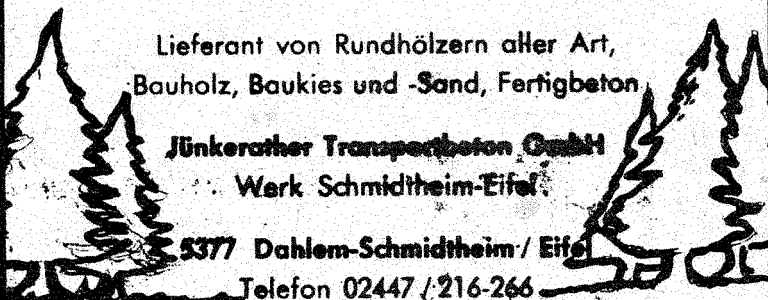 Lieferant von Rundhölzern aller Art,
Bauholz, Baukies und -Sand, Fertigbeton
Jünkerather Transportbeton GmbH
Werk Schmidtheim-Eifel
5377 Dahlem-Schmidtheim / Eifel
Telefon 02447 / 216-266